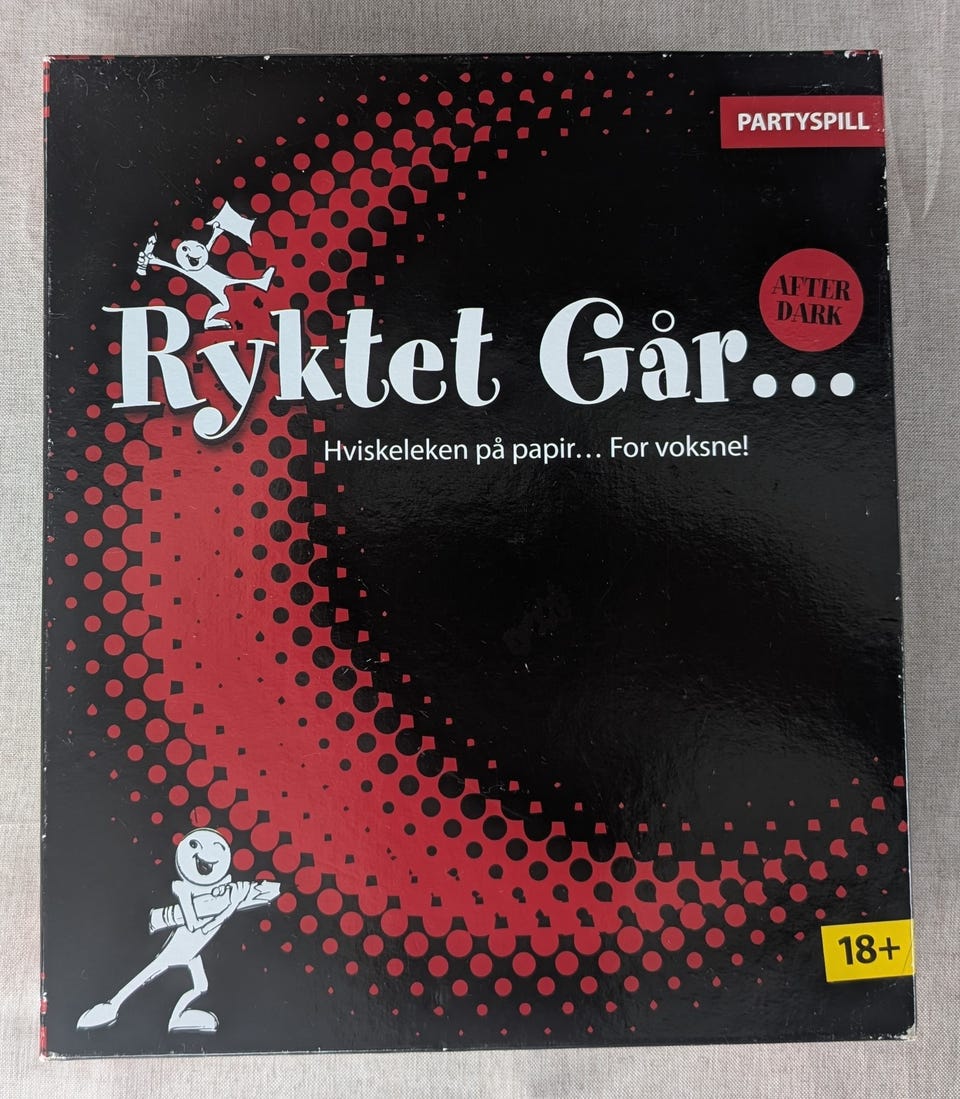 PARTYSPILL
AFTER
DARK
Ryktet Går...
Hviskeleken på papir... For voksne!
18+